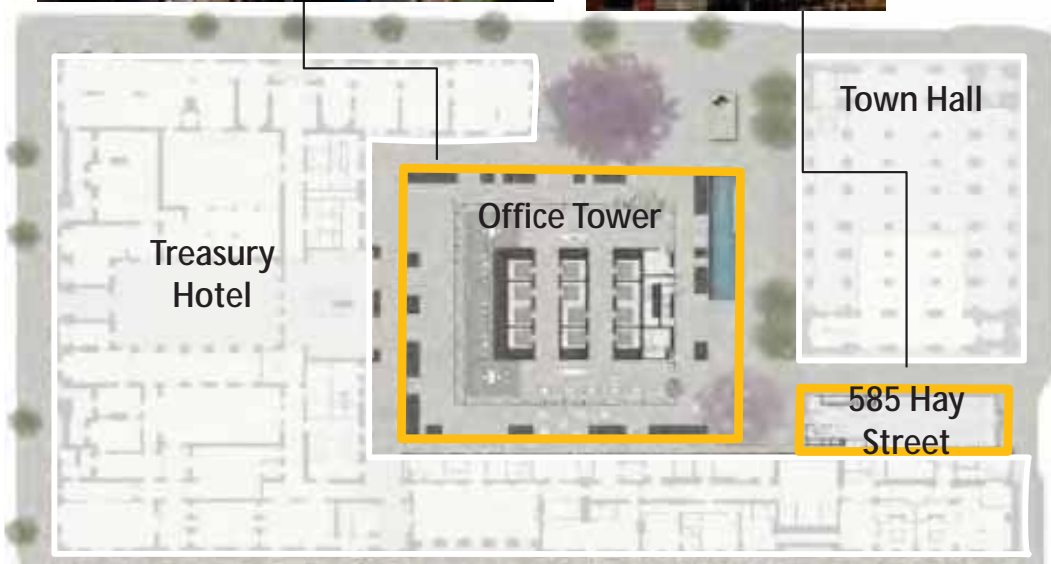 Town Hall
Office Tower
Treasury
Hotel
585 Hay
Street